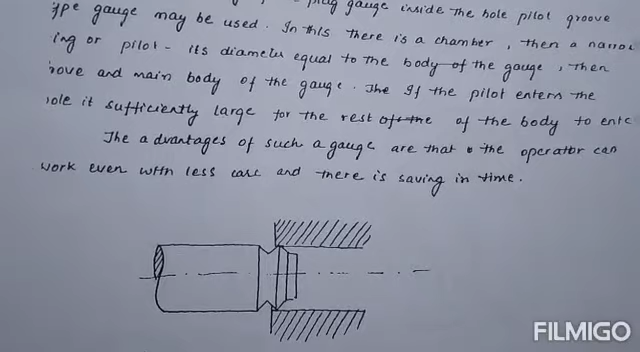 type gauge may be used. In this there is a chamber, then a narrow
ing or pilot - its diameter equal to the body of the gauge, then
rove and main body of the gauge. The If the pilot enters the
ole it sufficiently large for the rest of the of the body to ente
The advantages of such a gauge are that the operator can
work even with less care and there is saving in time.
FILMIGO